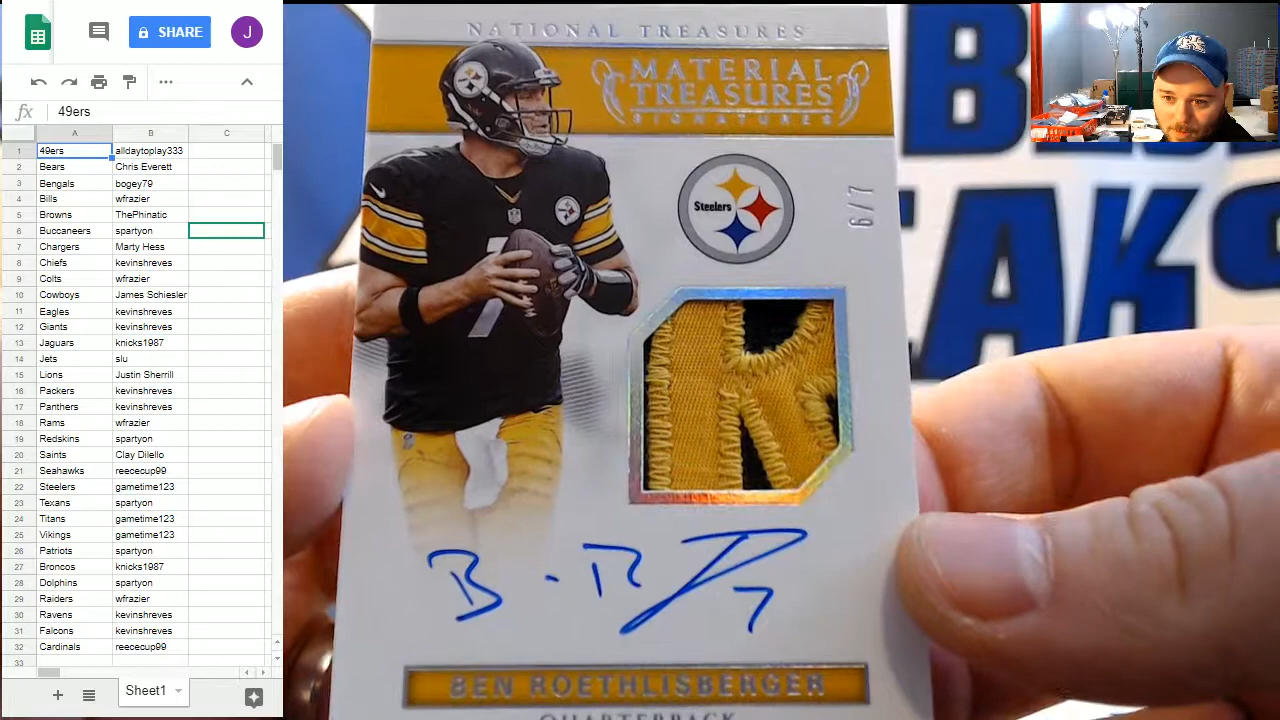 SHARE
J
fx 49ers
A B C
1 49ers alldaytoplay333
2 Bears Chris Everett
3 Bengals bogey79
4 Bills wfrazier
5 Browns ThePhinatic
6 Buccaneers spartyon
7 Chargers Marty Hess
8 Chiefs kevinshreves
9 Colts wfrazier
10 Cowboys James Schiesler
11 Eagles kevinshreves
12 Giants kevinshreves
13 Jaguars knicks1987
14 Jets slu
15 Lions Justin Sherrill
16 Packers kevinshreves
17 Panthers kevinshreves
18 Rams wfrazier
19 Redskins spartyon
20 Saints Clay Dilello
21 Seahawks reececup99
22 Steelers gametime123
23 Texans spartyon
24 Titans gametime123
25 Vikings gametime123
26 Patriots spartyon
27 Broncos knicks1987
28 Dolphins spartyon
29 Raiders wfrazier
30 Ravens kevinshreves
31 Falcons kevinshreves
32 Cardinals reececup99
33
Sheet1
NATIONAL TREASURES
MATERIAL
TREASURES
SIGNATURES
Steelers
6/7
7
B. R 7
BEN ROETHLISBERGER
QUARTERBACK